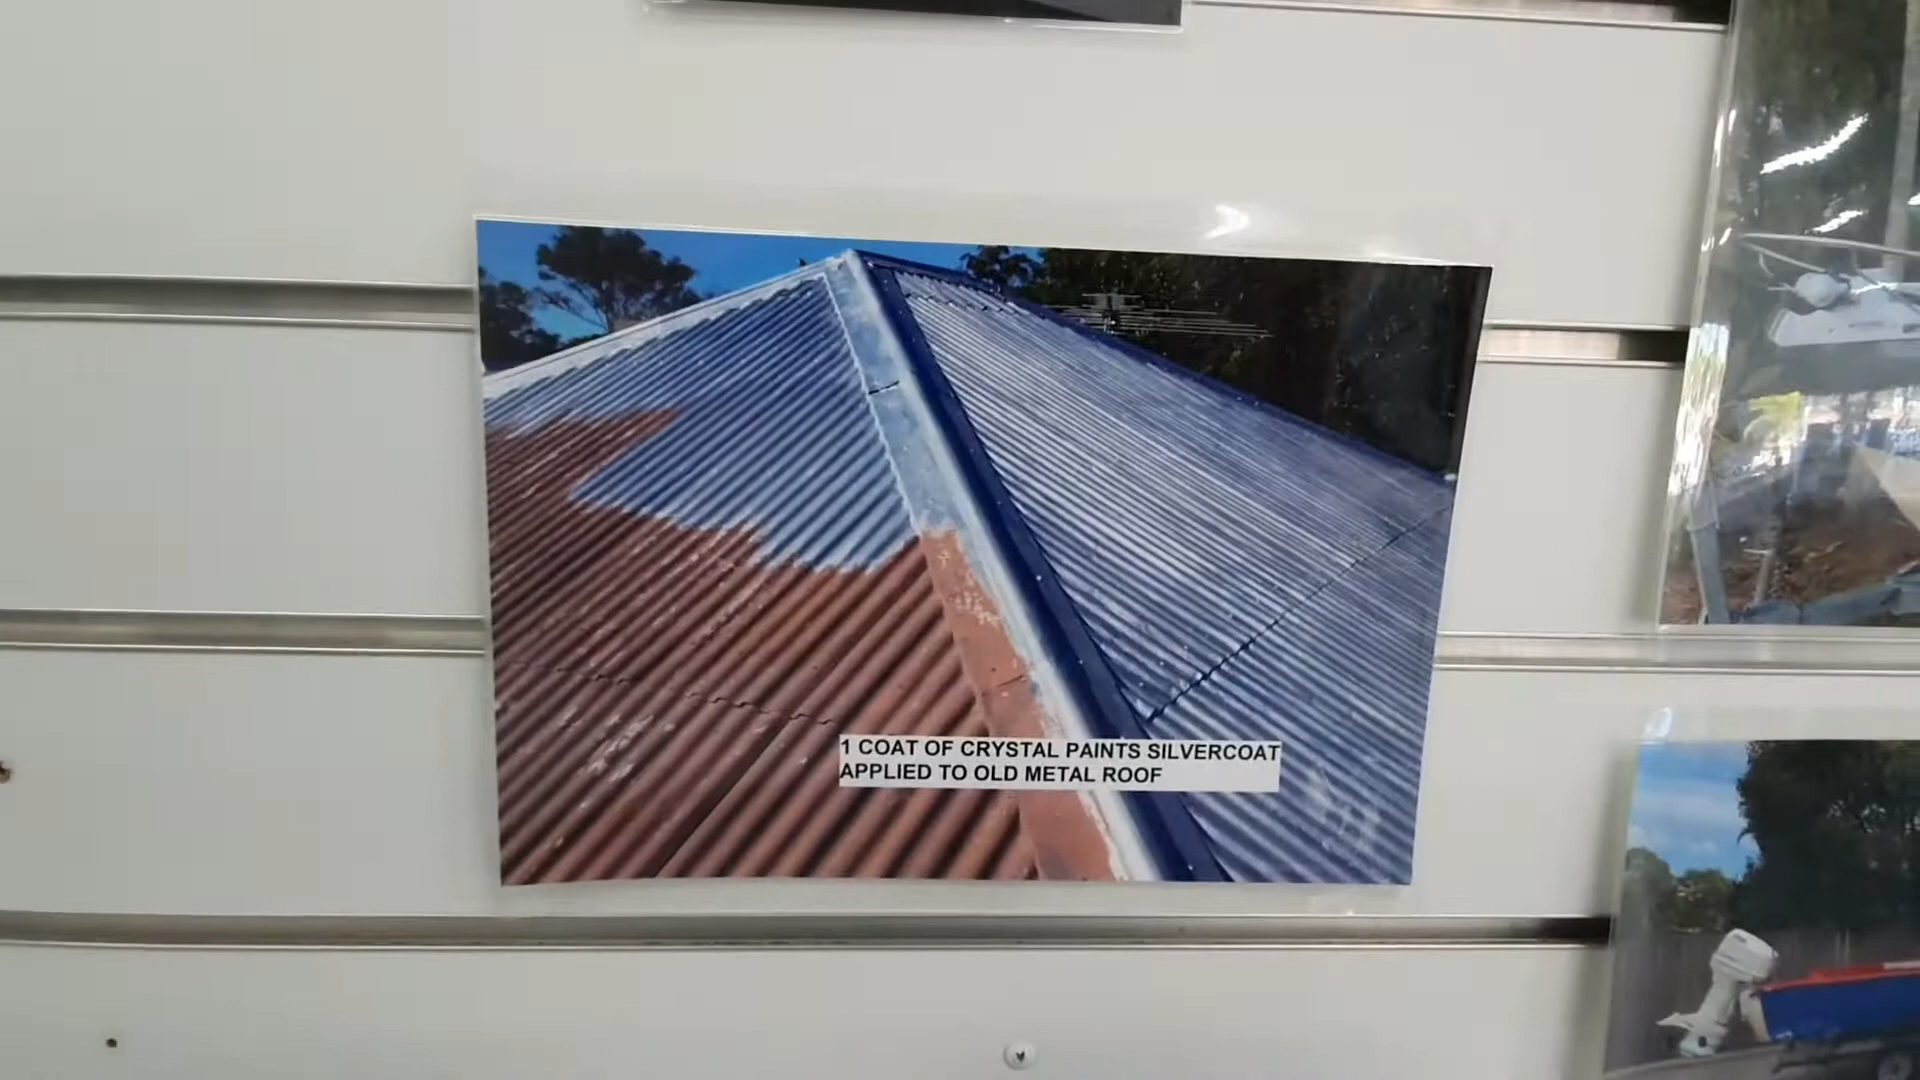 1 COAT OF CRYSTAL PAINTS SILVERCOAT
APPLIED TO OLD METAL ROOF